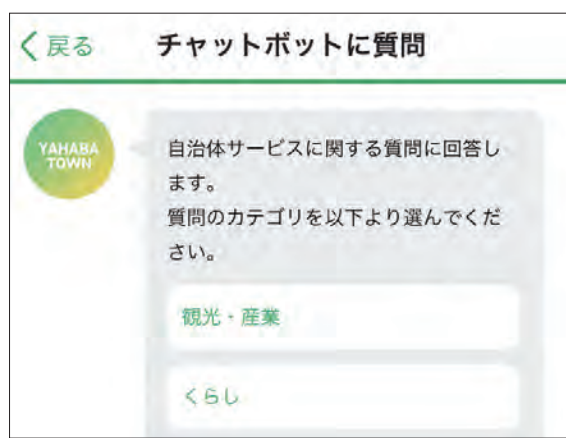 戻る チャットボットに質問
YAHABA
TOWN
自治体サービスに関する質問に回答し
ます。
質問のカテゴリを以下より選んでくだ
さい。
観光・産業
くらし